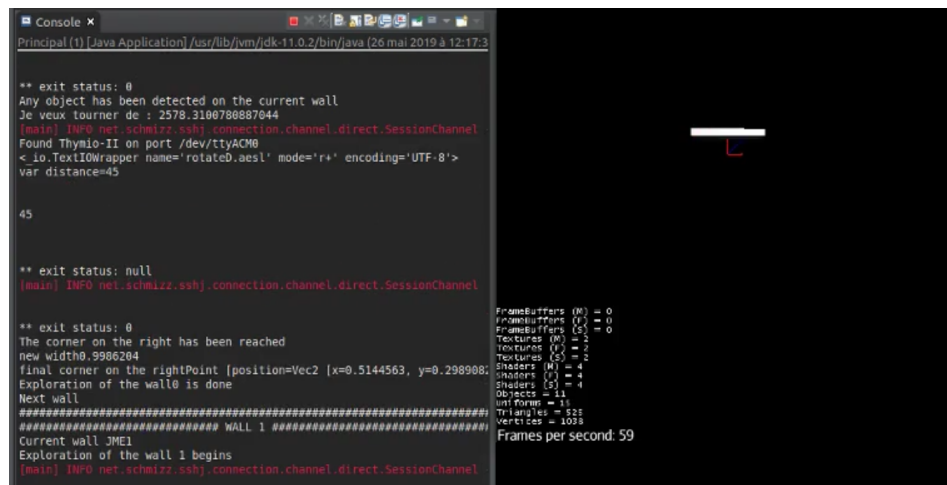 Console ×
Principal (1) [Java Application] /usr/lib/jvm/jdk-11.0.2/bin/java (26 mai 2019 à 12:17:3
** exit status: 0
Any object has been detected on the current wall
Je veux tourner de : 2578.3100780887044
[main] INFO net.schmizz.sshj.connection.channel.direct.SessionChannel -
Found Thymio-II on port /dev/ttyACM0
<_io.TextIOWrapper name='rotateD.aesl' mode='r+' encoding='UTF-8'>
var distance=45
45
** exit status: null
[main] INFO net.schmizz.sshj.connection.channel.direct.SessionChannel
** exit status: 0
The corner on the right has been reached
new width0.9986204
final corner on the rightPoint [position=Vec2 [x=0.5144563, y=0.2989082
Exploration of the wall0 is done
Next wall
########################################################################
############################## WALL 1 ##################################
Current wall JME1
Exploration of the wall 1 begins
[main] INFO net.schmizz.sshj.connection.channel.direct.SessionChannel -
FrameBuffers (M) = 0
FrameBuffers (F) = 0
FrameBuffers (S) = 0
Textures (M) = 2
Textures (F) = 2
Textures (S) = 2
Shaders (M) = 4
Shaders (F) = 4
Shaders (S) = 4
Objects = 11
Uniforms = 15
Triangles = 525
Vertices = 1038
Frames per second: 59